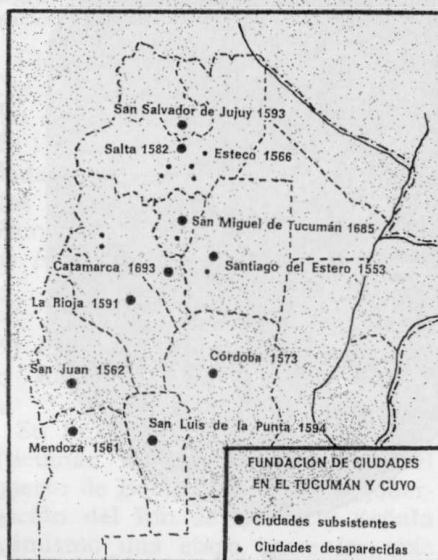 San Salvador de Jujuy 1593
Salta 1582
Esteco 1566
San Miguel de Tucumán 1685
Catamarca 1693
Santiago del Estero 1553
La Rioja 1591
San Juan 1562
Córdoba 1573
Mendoza 1561
San Luis de la Punta 1594
FUNDACIÓN DE CIUDADES
EN EL TUCUMÁN Y CUYO
Ciudades subsistentes
Ciudades desaparecidas